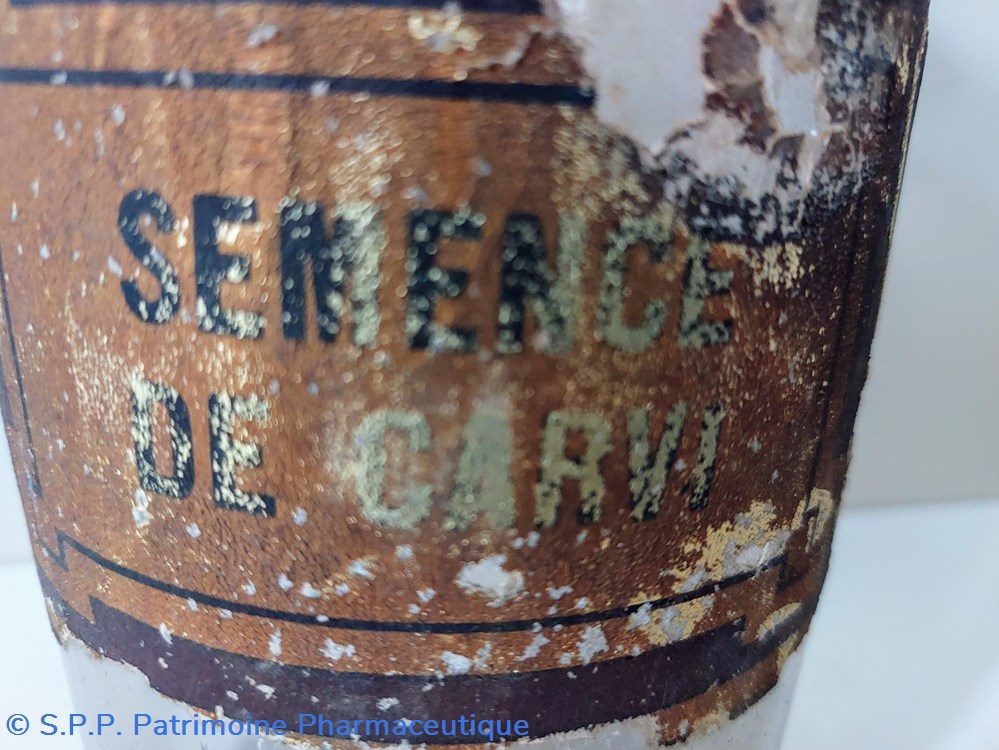 SEMENCE
DE CARVI
© S.P.P. Patrimoine Pharmaceutique